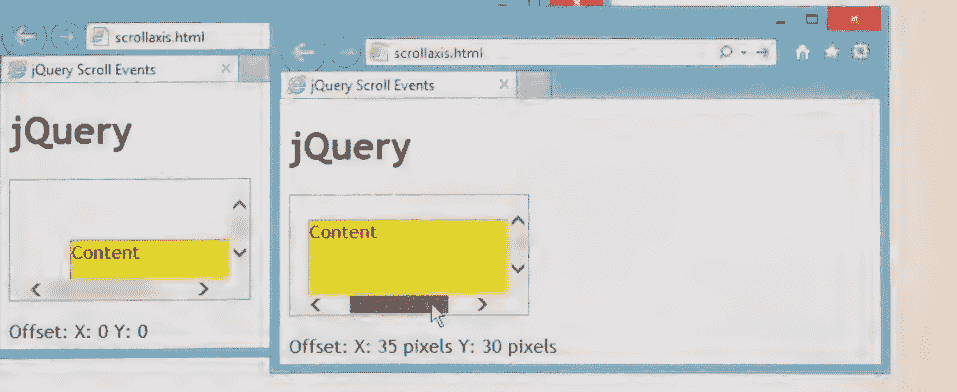 scrollaxis.html
jQuery Scroll Events
jQuery
Content
Offset: X: 0 Y: 0
scrollaxis.html
jQuery Scroll Events
jQuery
Content
Offset: X: 35 pixels Y: 30 pixels